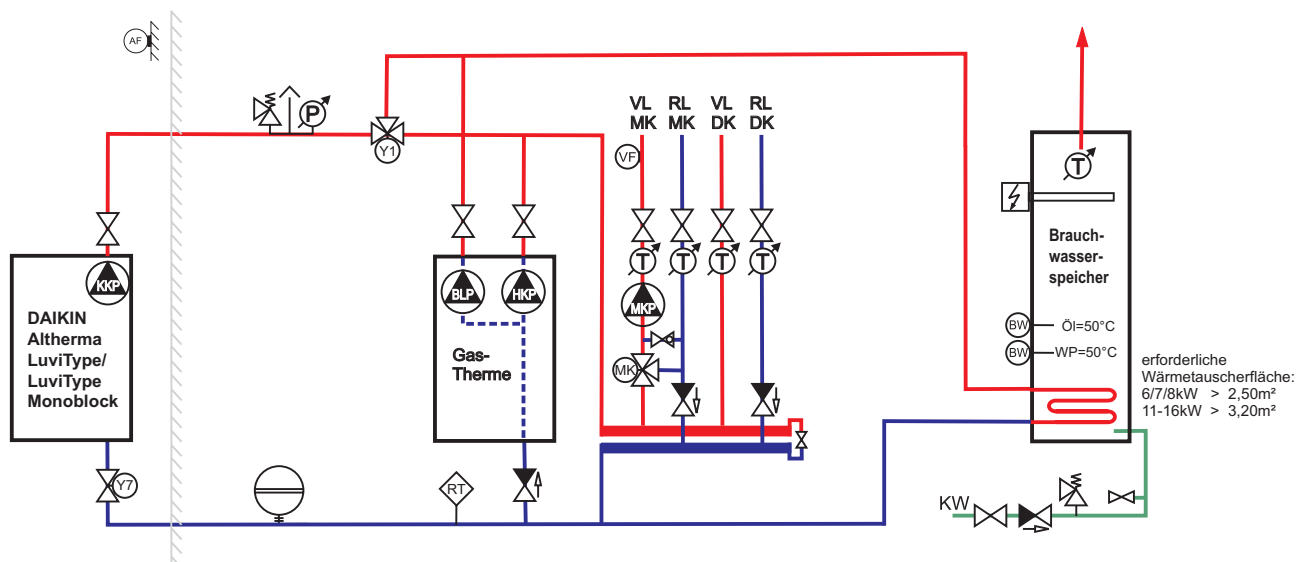 AF
P
Y1
VL
MK
RL
MK
VL
DK
RL
DK
VF
T
T
T
T
T
KKP
DAIKIN
Altherma
LuviType/
LuviType
Monoblock
BLP
HKP
Gas-
Therme
MKP
MK
Brauch-
wasser-
speicher
BW
Öl=50°C
BW
WP=50°C
erforderliche
Wärmetauscherfläche:
6/7/8kW > 2,50m²
11-16kW > 3,20m²
Y7
RT
KW